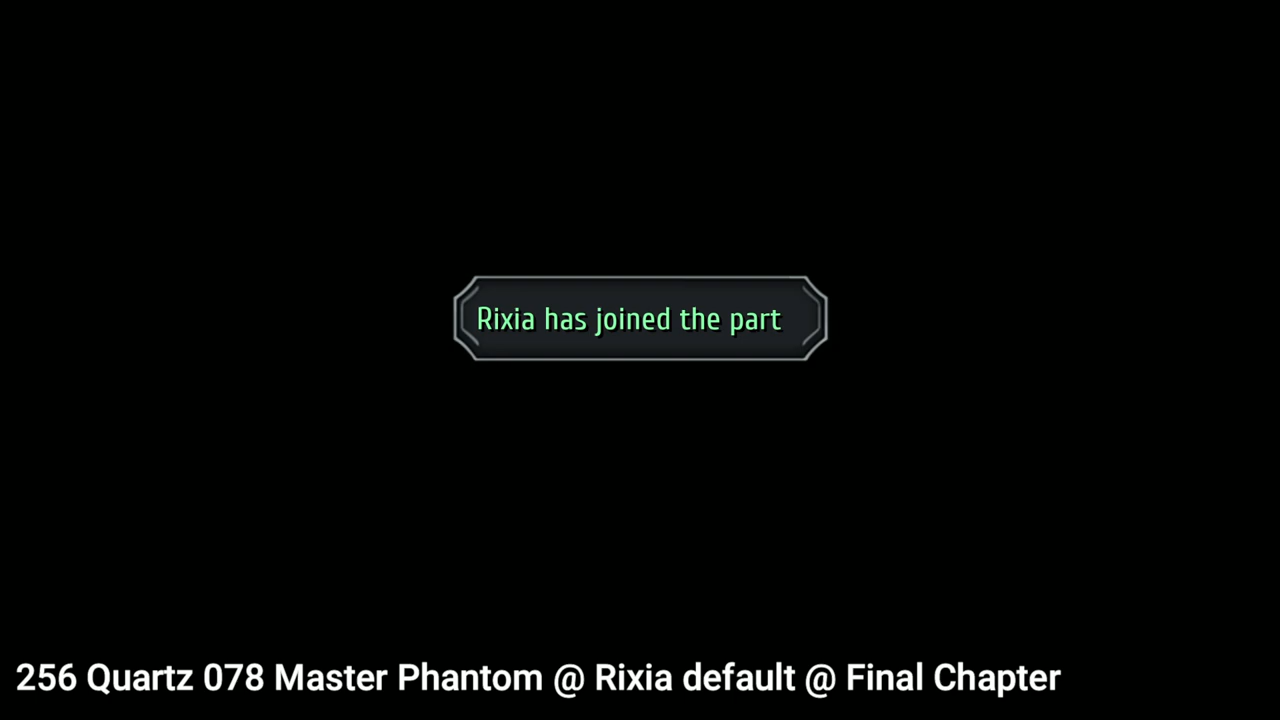 Rixia has joined the part
256 Quartz 078 Master Phantom @ Rixia default @ Final Chapter